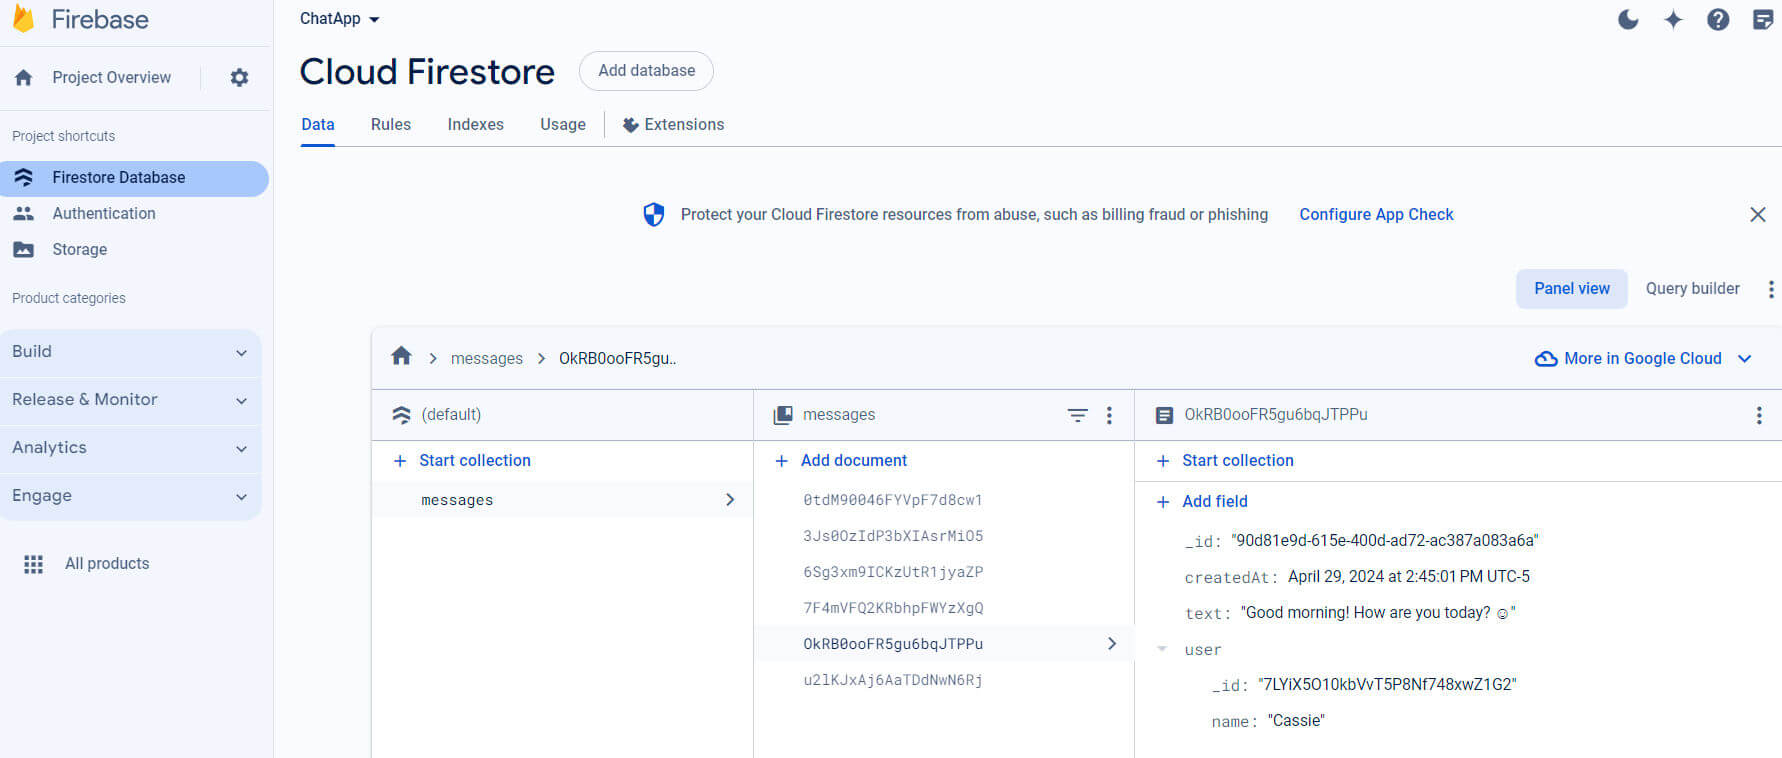 Firebase
ChatApp
Project Overview
Cloud Firestore
Add database
Data Rules Indexes Usage Extensions
Project shortcuts
Firestore Database
Authentication
Storage
Product categories
Build
Release & Monitor
Analytics
Engage
All products
Protect your Cloud Firestore resources from abuse, such as billing fraud or phishing Configure App Check
Panel view Query builder
messages OkRB0ooFR5gu..
More in Google Cloud
(default)
Start collection
messages
messages
Add document
0tdM90046FYVpF7d8cw1
3Js0OzIdP3bXIAsrMiO5
6Sg3xm9ICKzUtR1jyaZP
7F4mVFQ2KRbhpFWYzXgQ
OkRB0ooFR5gu6bqJTPPu
u2lKJxAj6AaTDdNwN6Rj
OkRB0ooFR5gu6bqJTPPu
Start collection
Add field
_id: "90d81e9d-615e-400d-ad72-ac387a083a6a"
createdAt: April 29, 2024 at 2:45:01 PM UTC-5
text: "Good morning! How are you today? ☺"
user
_id: "7LYiX5O10kbVvT5P8Nf748xwZ1G2"
name: "Cassie"